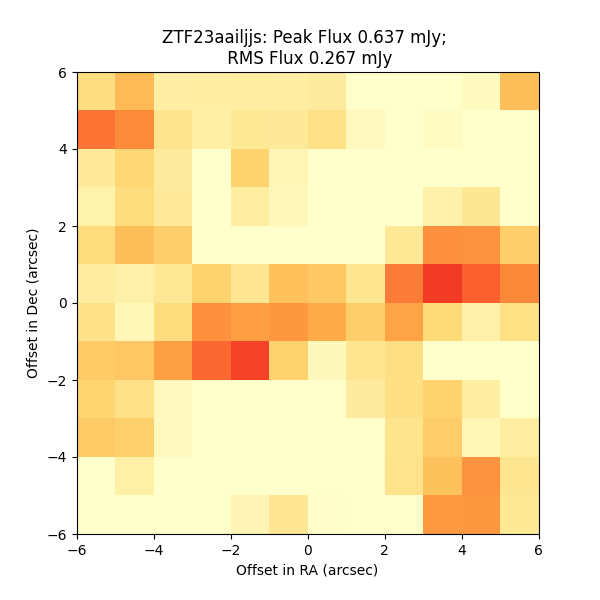 ZTF23aailjjs: Peak Flux 0.637 mJy;
RMS Flux 0.267 mJy
6
4
2
0
−2
−4
−6
Offset in Dec (arcsec)
−6 −4 −2 0 2 4 6
Offset in RA (arcsec)